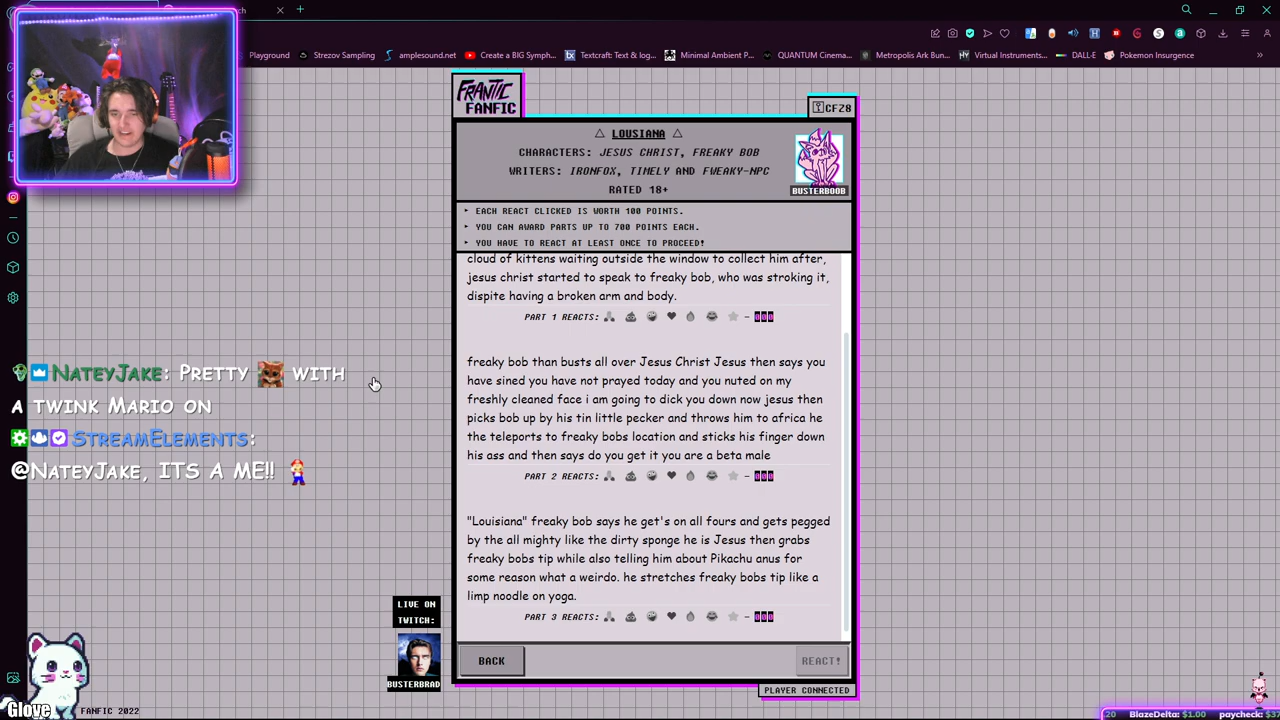 Playground
Strezov Sampling
amplesound.net
Create a BIG Symph...
Textcraft: Text & log...
Minimal Ambient P...
QUANTUM Cinema...
Metropolis Ark Bun...
Virtual Instruments...
DALL·E
Pokemon Insurgence
FRANTIC
FANFIC
CFZ8
△ LOUSIANA △
CHARACTERS: JESUS CHRIST, FREAKY BOB
WRITERS: IRONFOX, TIMELY AND FWEAKY-NPC
RATED 18+
BUSTERBOOB
▸ EACH REACT CLICKED IS WORTH 100 POINTS.
▸ YOU CAN AWARD PARTS UP TO 700 POINTS EACH.
▸ YOU HAVE TO REACT AT LEAST ONCE TO PROCEED!
cloud of kittens waiting outside the window to collect him after,
jesus christ started to speak to freaky bob, who was stroking it,
dispite having a broken arm and body.
PART 1 REACTS: – 000
freaky bob than busts all over Jesus Christ Jesus then says you
have sined you have not prayed today and you nuted on my
freshly cleaned face i am going to dick you down now jesus then
picks bob up by his tin little pecker and throws him to africa he
the teleports to freaky bobs location and sticks his finger down
his ass and then says do you get it you are a beta male
PART 2 REACTS: – 000
"Louisiana" freaky bob says he get's on all fours and gets pegged
by the all mighty like the dirty sponge he is Jesus then grabs
freaky bobs tip while also telling him about Pikachu anus for
some reason what a weirdo. he stretches freaky bobs tip like a
limp noodle on yoga.
PART 3 REACTS: – 000
BACK
REACT!
PLAYER CONNECTED
NATEYJAKE: PRETTY WITH
A TWINK MARIO ON
STREAMELEMENTS:
@NATEYJAKE, ITS A ME!!
LIVE ON
TWITCH:
BUSTERBRAD
Glove
FANFIC 2022
20 BlazeDelta: $1.00 paycheck: